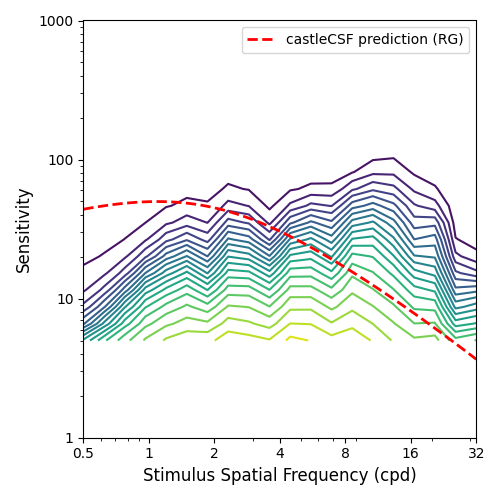 1000
castleCSF prediction (RG)
100
Sensitivity
10
1
0.5 1 2 4 8 16 32
Stimulus Spatial Frequency (cpd)